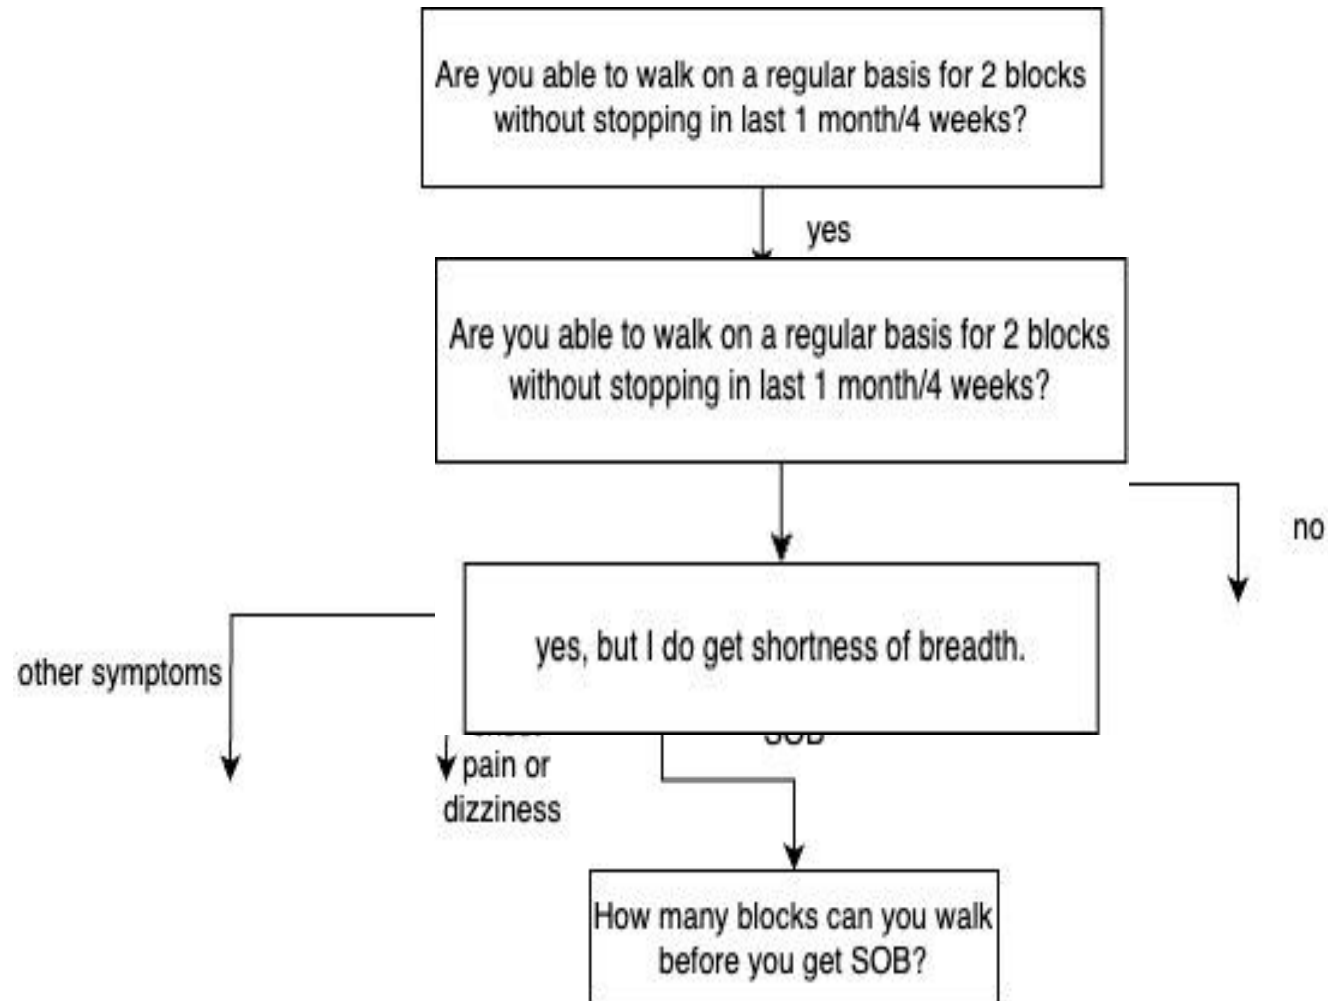 Are you able to walk on a regular basis for 2 blocks
without stopping in last 1 month/4 weeks?
yes
Are you able to walk on a regular basis for 2 blocks
without stopping in last 1 month/4 weeks?
no
yes, but I do get shortness of breadth.
other symptoms
SOB
pain or
dizziness
How many blocks can you walk
before you get SOB?